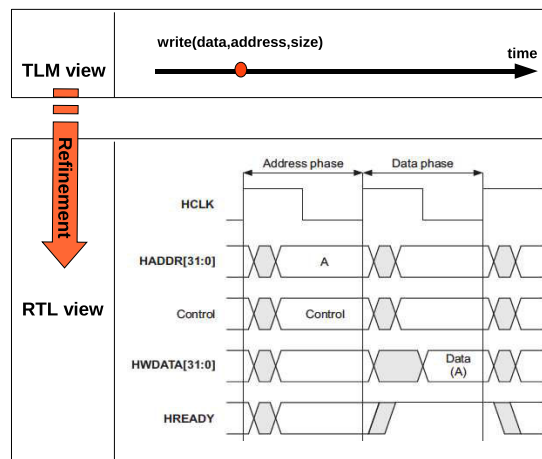 write(data,address,size)
time
TLM view
Refinement
Address phase
Data phase
HCLK
HADDR[31:0]
A
Control
Control
HWDATA[31:0]
Data
(A)
HREADY
RTL view